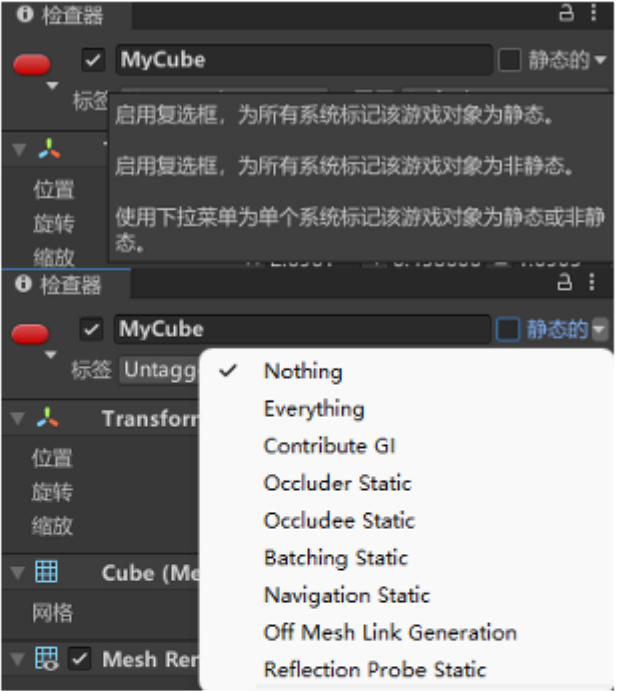 检查器
MyCube
静态的
标签
启用复选框，为所有系统标记该游戏对象为静态。
启用复选框，为所有系统标记该游戏对象为非静态。
使用下拉菜单为单个系统标记该游戏对象为静态或非静
态。
位置
旋转
缩放
检查器
MyCube
静态的
标签 Untagg
Nothing
Everything
Contribute GI
Occluder Static
Occludee Static
Batching Static
Navigation Static
Off Mesh Link Generation
Reflection Probe Static
Transforr
位置
旋转
缩放
Cube (Me
网格
Mesh Ren